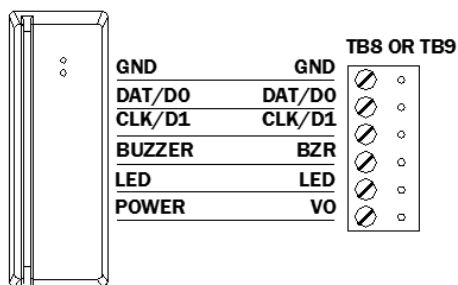 TB8 OR TB9
GND GND
DAT/D0 DAT/D0
CLK/D1 CLK/D1
BUZZER BZR
LED LED
POWER VO